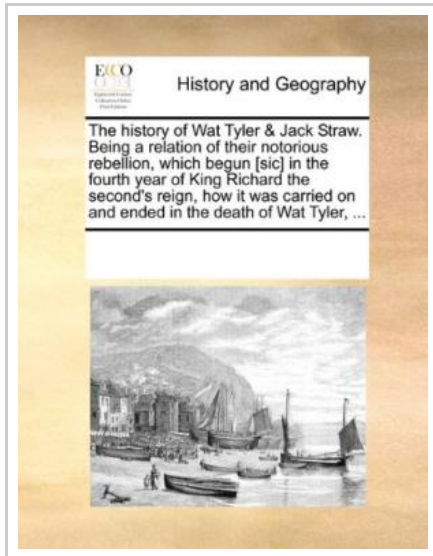 ECCO
History and Geography
The history of Wat Tyler & Jack Straw.
Being a relation of their notorious
rebellion, which begun [sic] in the
fourth year of King Richard the
second's reign, how it was carried on
and ended in the death of Wat Tyler, ...